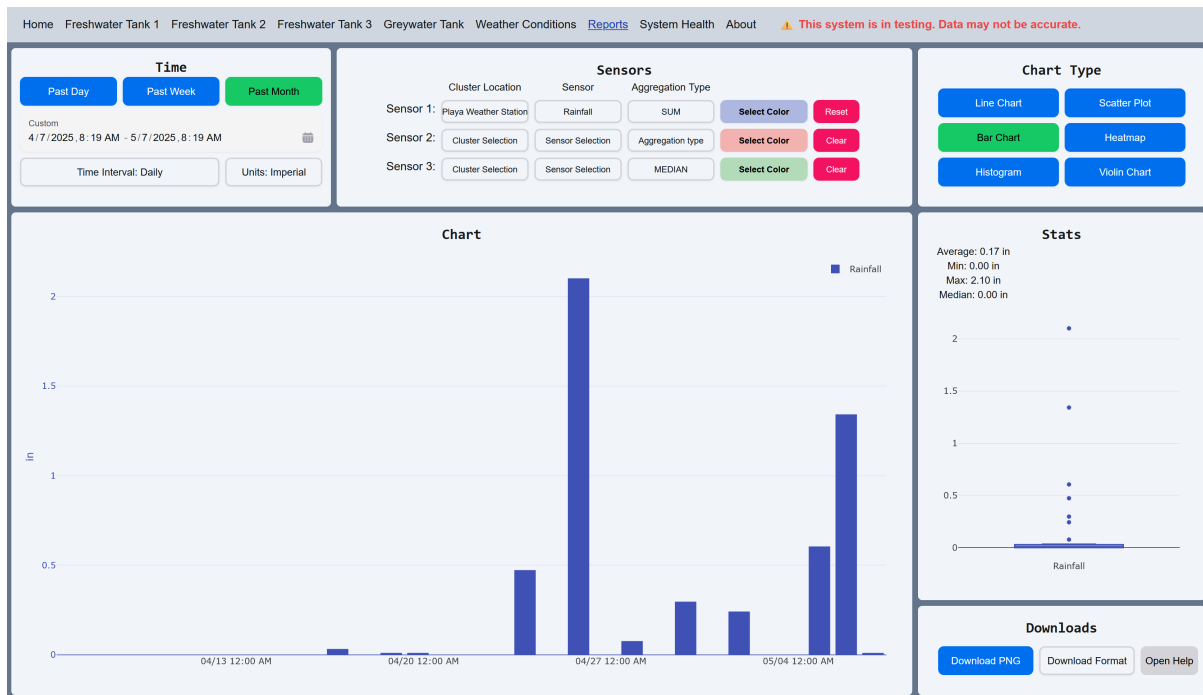 Home Freshwater Tank 1 Freshwater Tank 2 Freshwater Tank 3 Greywater Tank Weather Conditions Reports System Health About ⚠ This system is in testing. Data may not be accurate.
Time
Past Day Past Week Past Month
Custom
4/7/2025, 8:19 AM - 5/7/2025, 8:19 AM
Time Interval: Daily Units: Imperial
Sensors
Cluster Location Sensor Aggregation Type
Sensor 1: Playa Weather Station Rainfall SUM Select Color Reset
Sensor 2: Cluster Selection Sensor Selection Aggregation type Select Color Clear
Sensor 3: Cluster Selection Sensor Selection MEDIAN Select Color Clear
Chart Type
Line Chart Scatter Plot
Bar Chart Heatmap
Histogram Violin Chart
Chart
Rainfall
2
1.5
1
0.5
0
in
04/13 12:00 AM 04/20 12:00 AM 04/27 12:00 AM 05/04 12:00 AM
Stats
Average: 0.17 in
Min: 0.00 in
Max: 2.10 in
Median: 0.00 in
2
1.5
1
0.5
0
Rainfall
Downloads
Download PNG Download Format Open Help